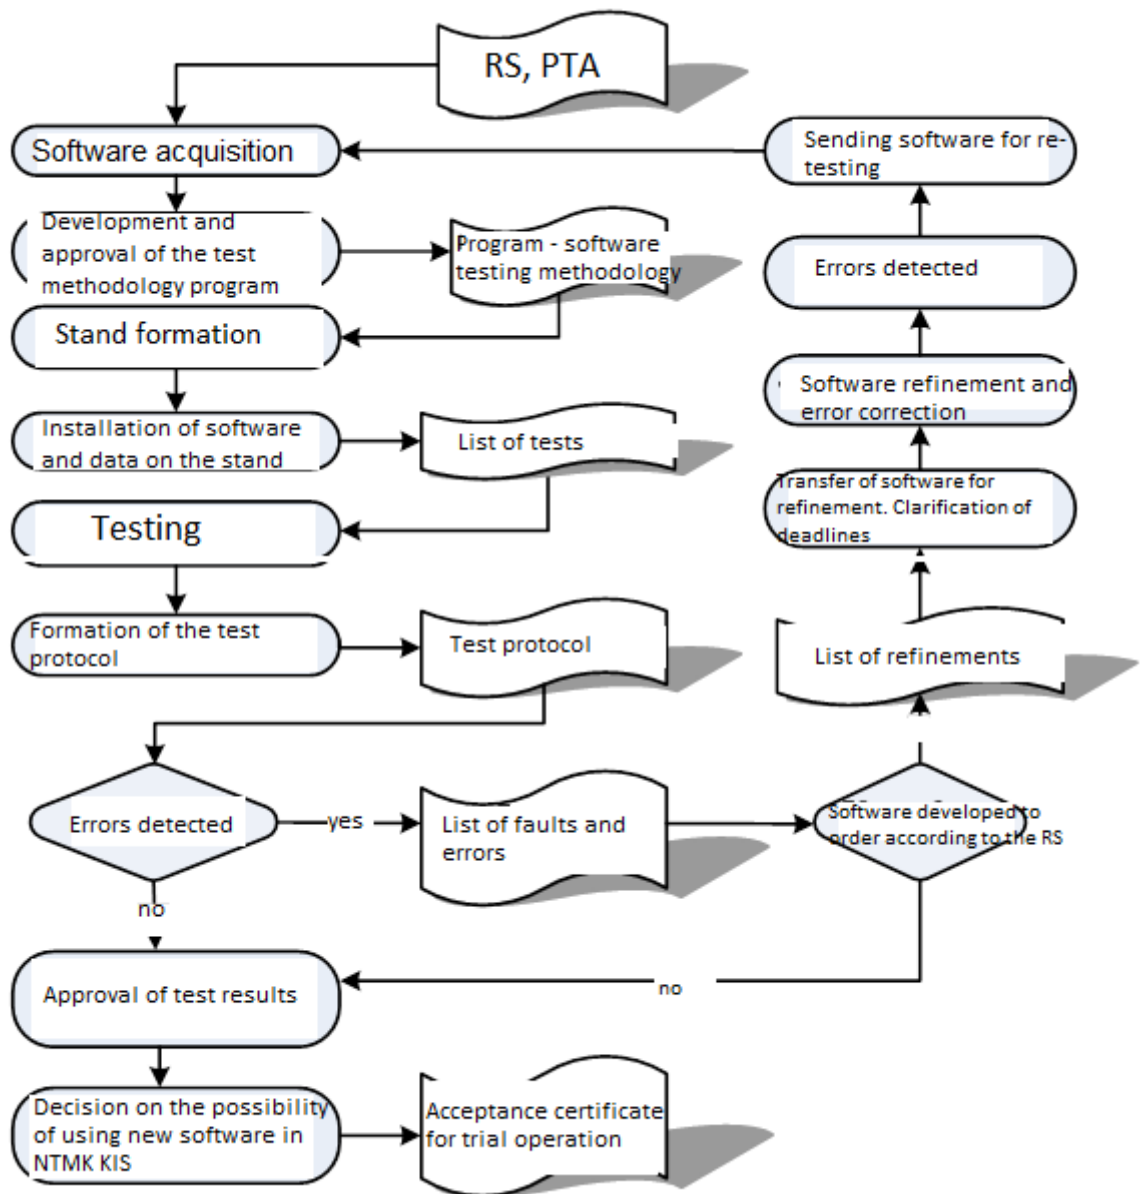 RS, PTA
Software acquisition
Sending software for re-
testing
Development and
approval of the test
methodology program
Program - software
testing methodology
Errors detected
Stand formation
Software refinement and
error correction
Installation of software
and data on the stand
List of tests
Transfer of software for
refinement. Clarification of
deadlines
Testing
Formation of the test
protocol
Test protocol
List of refinements
Errors detected
yes
List of faults and
errors
Software developed to
order according to the RS
no
Approval of test results
no
Decision on the possibility
of using new software in
NTMK KIS
Acceptance certificate
for trial operation